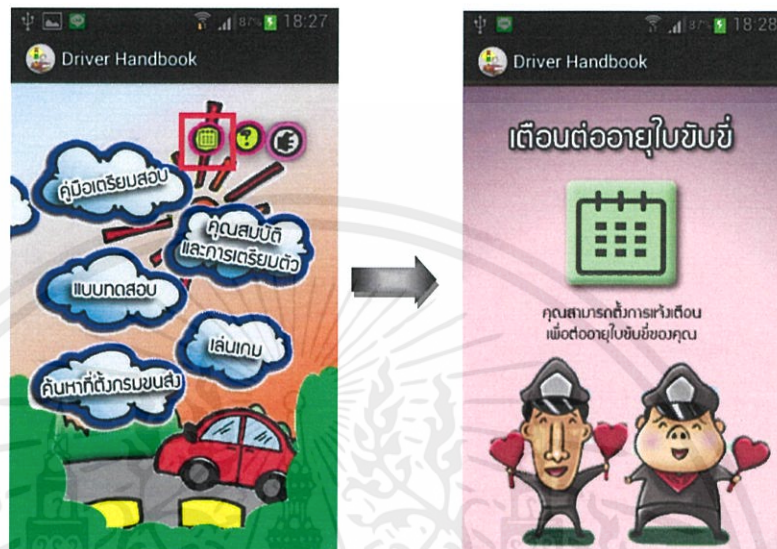 87% 18:27
Driver Handbook
คู่มือเตรียมสอบ
คุณสมบัติ
และการเตรียมตัว
แบบทดสอบ
เล่นเกม
ค้นหาที่ตั้งกรมขนส่ง
87% 18:28
Driver Handbook
เตือนต่ออายุใบขับขี่
คุณสามารถตั้งการแจ้งเตือน
เพื่อต่ออายุใบขับขี่ของคุณ